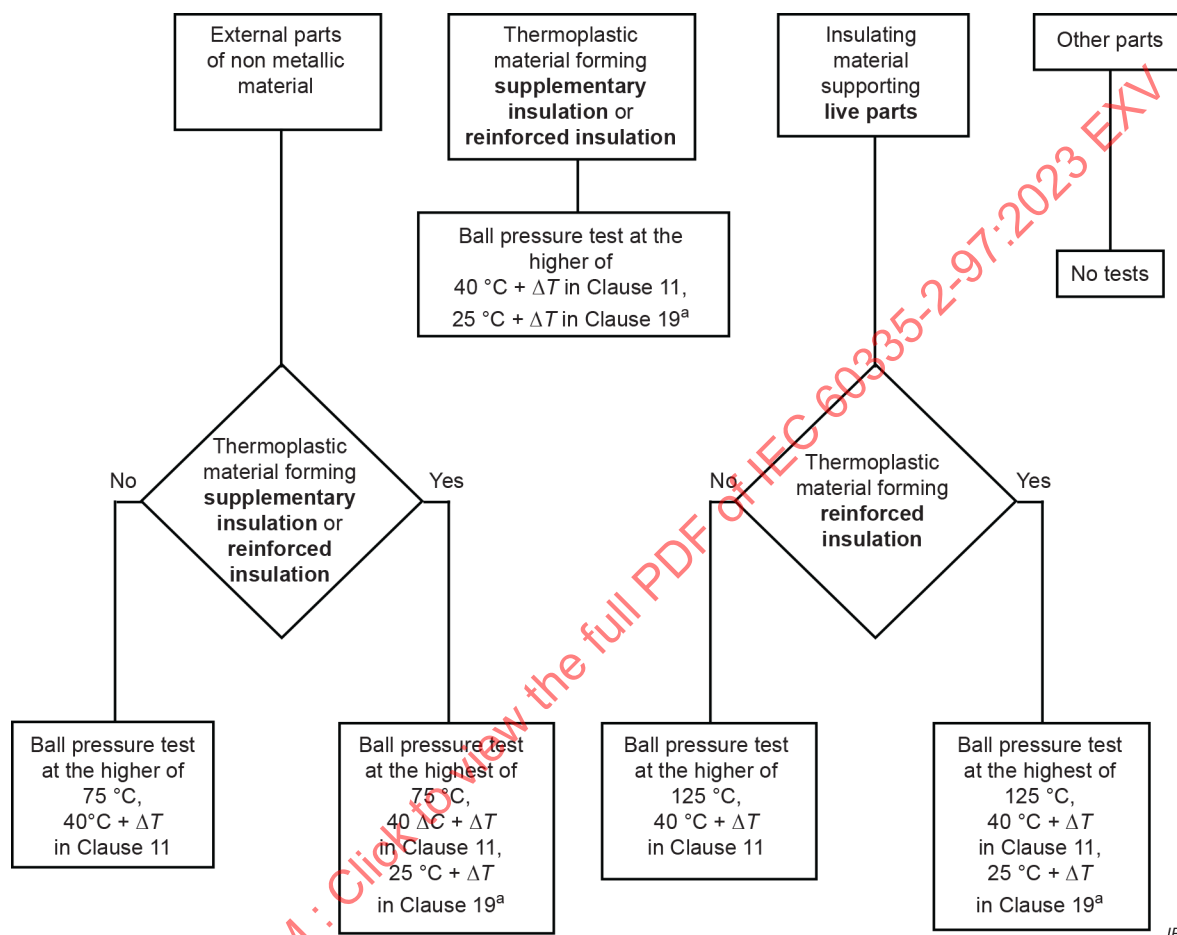 External parts
of non metallic
material
Thermoplastic
material forming
supplementary
insulation or
reinforced insulation
Insulating
material
supporting
live parts
Other parts
Ball pressure test at the
higher of
40 °C + ΔT in Clause 11,
25 °C + ΔT in Clause 19a
No tests
No
Thermoplastic
material forming
supplementary
insulation or
reinforced
insulation
Yes
No
Thermoplastic
material forming
reinforced
insulation
Yes
Ball pressure test
at the higher of
75 °C,
40°C + ΔT
in Clause 11
Ball pressure test
at the highest of
75 °C,
40 ΔC + ΔT
in Clause 11,
25 °C + ΔT
in Clause 19a
Ball pressure test
at the higher of
125 °C,
40 °C + ΔT
in Clause 11
Ball pressure test
at the highest of
125 °C,
40 °C + ΔT
in Clause 11,
25 °C + ΔT
in Clause 19a
: Click to view the full PDF of IEC 60335-2-97:2023 EXV